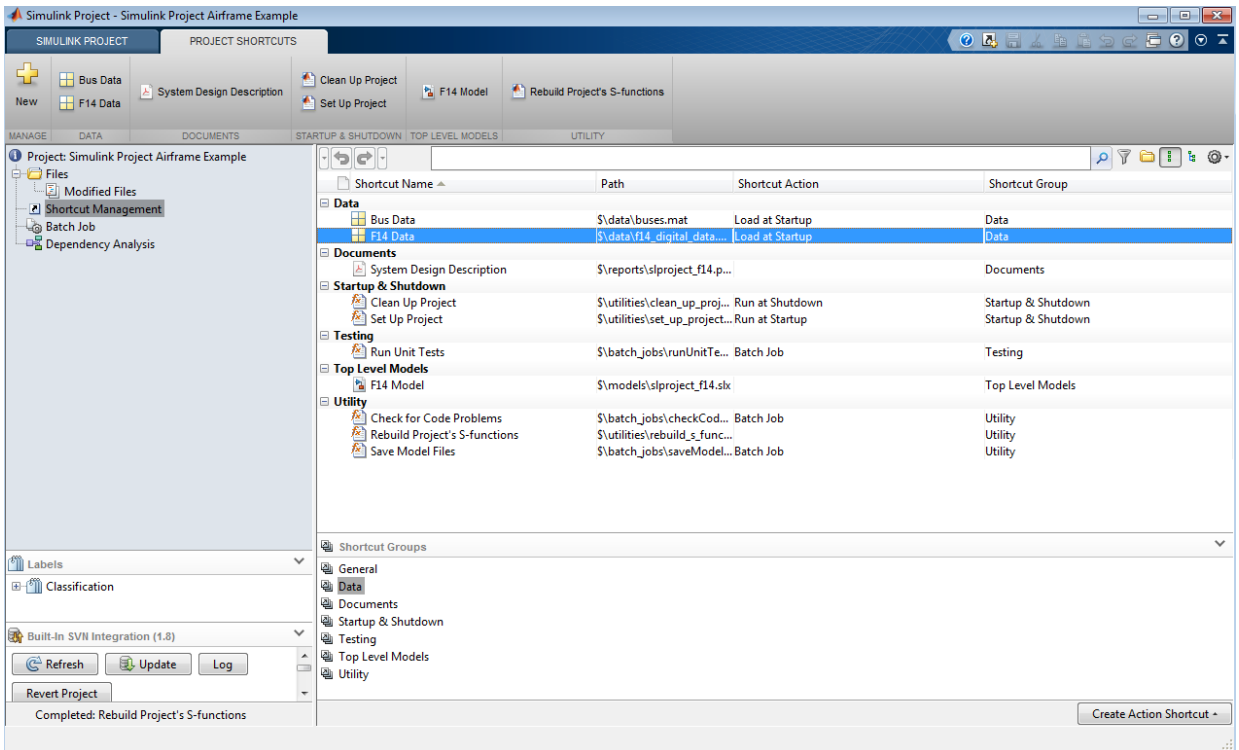 Simulink Project - Simulink Project Airframe Example
SIMULINK PROJECT PROJECT SHORTCUTS
New
Bus Data
F14 Data
System Design Description
Clean Up Project
Set Up Project
F14 Model
Rebuild Project's S-functions
MANAGE DATA DOCUMENTS STARTUP & SHUTDOWN TOP LEVEL MODELS UTILITY
Project: Simulink Project Airframe Example
Files
Modified Files
Shortcut Management
Batch Job
Dependency Analysis
Shortcut Name Path Shortcut Action Shortcut Group
Data
Bus Data $\data\buses.mat Load at Startup Data
F14 Data $\data\f14_digital_data.... Load at Startup Data
Documents
System Design Description $\reports\slproject_f14.p... Documents
Startup & Shutdown
Clean Up Project $\utilities\clean_up_proj... Run at Shutdown Startup & Shutdown
Set Up Project $\utilities\set_up_project... Run at Startup Startup & Shutdown
Testing
Run Unit Tests $\batch_jobs\runUnitTe... Batch Job Testing
Top Level Models
F14 Model $\models\slproject_f14.slx Top Level Models
Utility
Check for Code Problems $\batch_jobs\checkCod... Batch Job Utility
Rebuild Project's S-functions $\utilities\rebuild_s_func... Utility
Save Model Files $\batch_jobs\saveModel... Batch Job Utility
Labels
Classification
Built-In SVN Integration (1.8)
Refresh Update Log
Revert Project
Completed: Rebuild Project's S-functions
Shortcut Groups
General
Data
Documents
Startup & Shutdown
Testing
Top Level Models
Utility
Create Action Shortcut